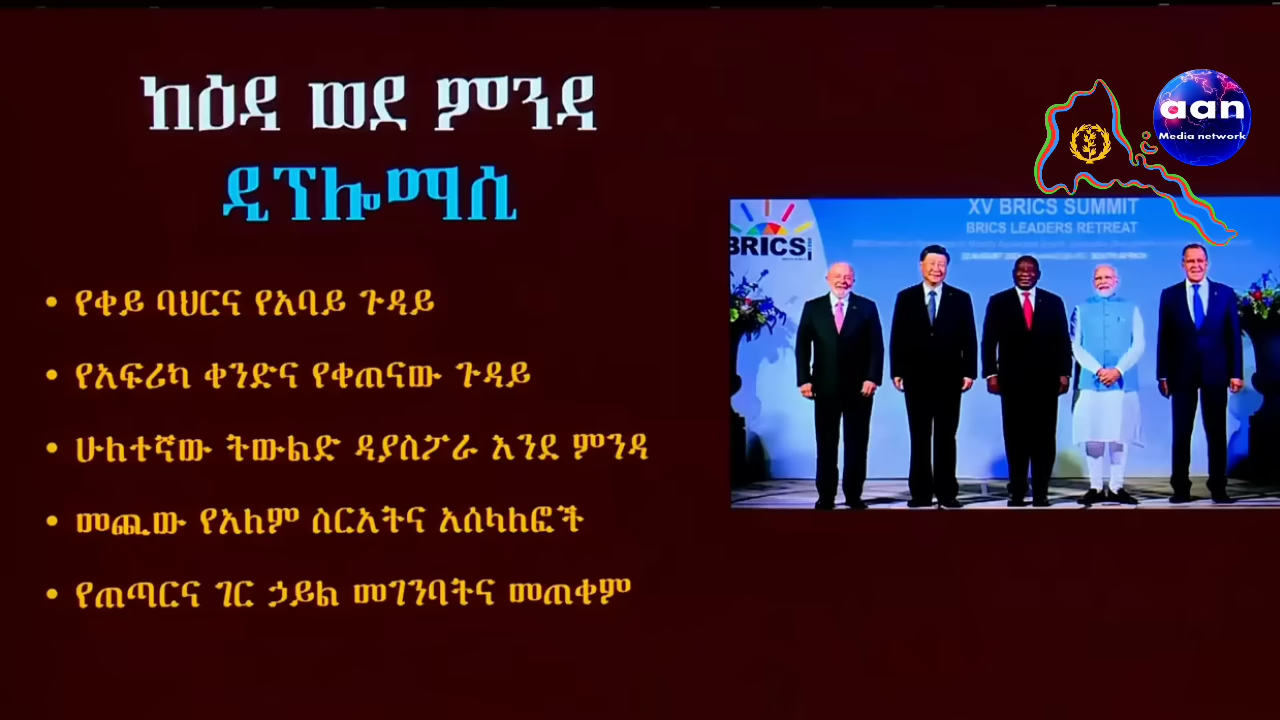 ከዕዳ ወደ ምንዳ
ዲፕሎማሲ
• የቀይ ባህርና የአባይ ጉዳይ
• የአፍሪካ ቀንድና የቀጠናው ጉዳይ
• ሁለተኛው ትውልድ ዳያስፖራ እንደ ምንዳ
• መጪው የአለም ስርአትና አሰላለፎች
• የጠጣርና ገር ኃይል መገንባትና መጠቀም
aan
Media network
XV BRICS SUMMIT
BRICS LEADERS RETREAT
BRICS